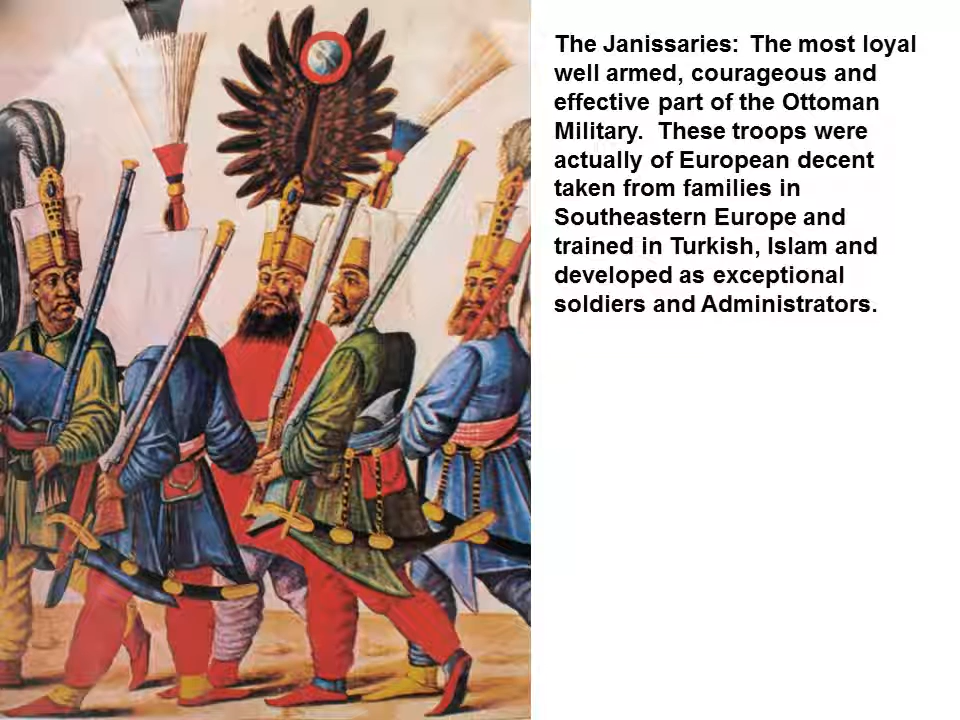 The Janissaries:  The most loyal
well armed, courageous and
effective part of the Ottoman
Military.  These troops were
actually of European decent
taken from families in
Southeastern Europe and
trained in Turkish, Islam and
developed as exceptional
soldiers and Administrators.